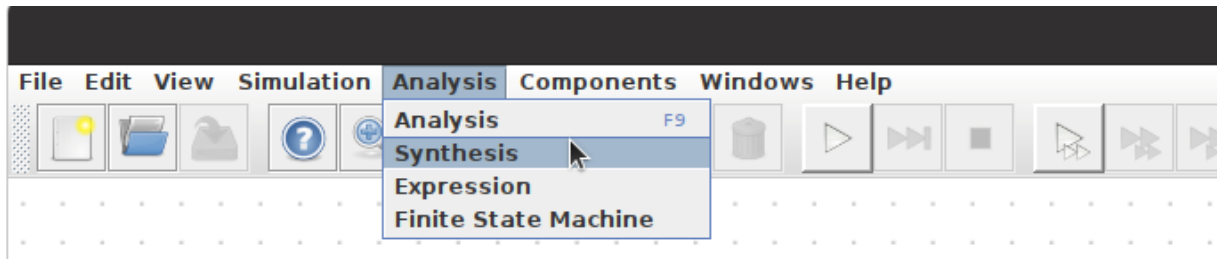 File Edit View Simulation Analysis Components Windows Help
?
Analysis F9
Synthesis
Expression
Finite State Machine